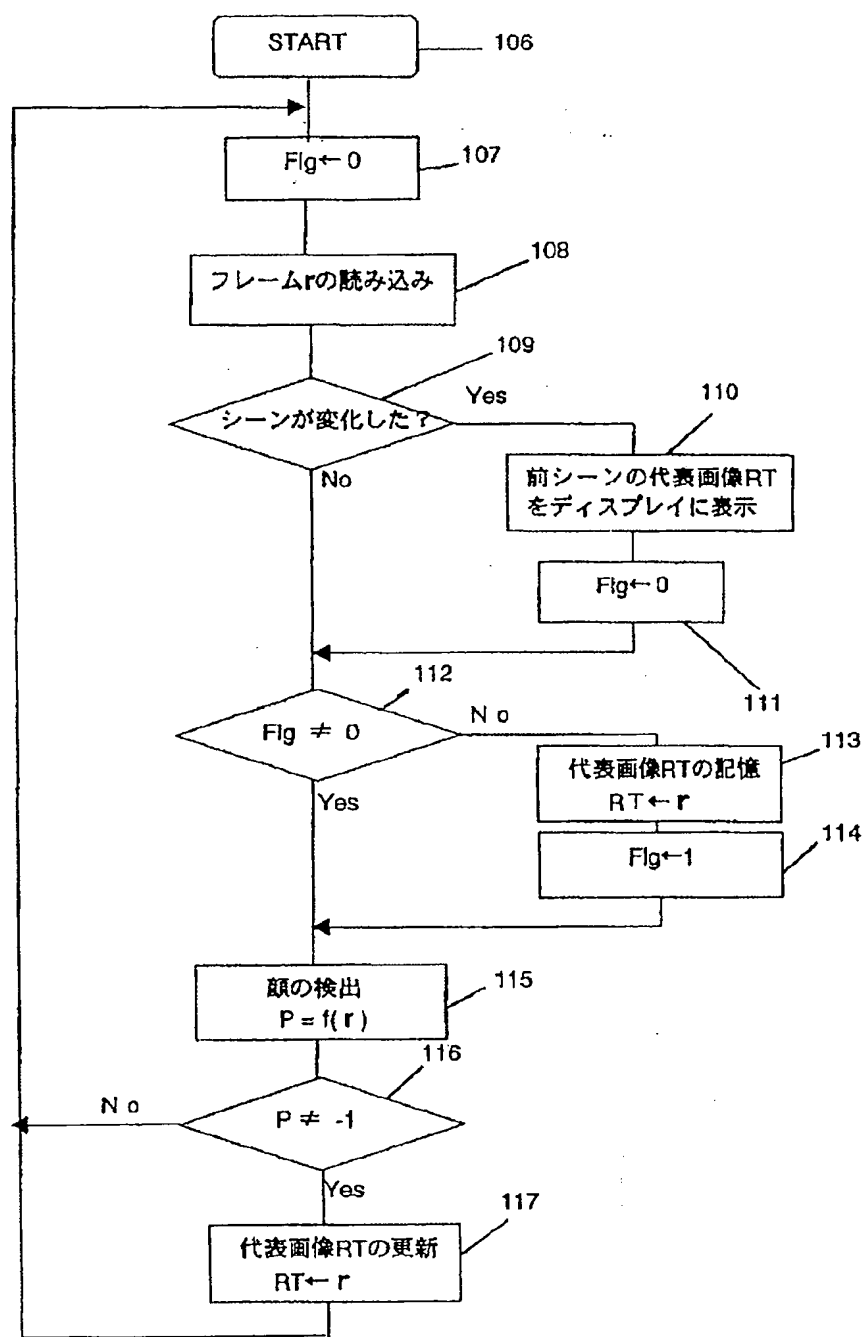 START
106
Flg←0
107
フレームrの読み込み
108
109
シーンが変化した?
Yes
No
110
前シーンの代表画像RT
をディスプレイに表示
Flg←0
111
112
Flg ≠ 0
No
Yes
113
代表画像RTの記憶
RT←r
114
Flg←1
顔の検出
P = f(r)
115
116
P ≠ -1
No
Yes
117
代表画像RTの更新
RT←r